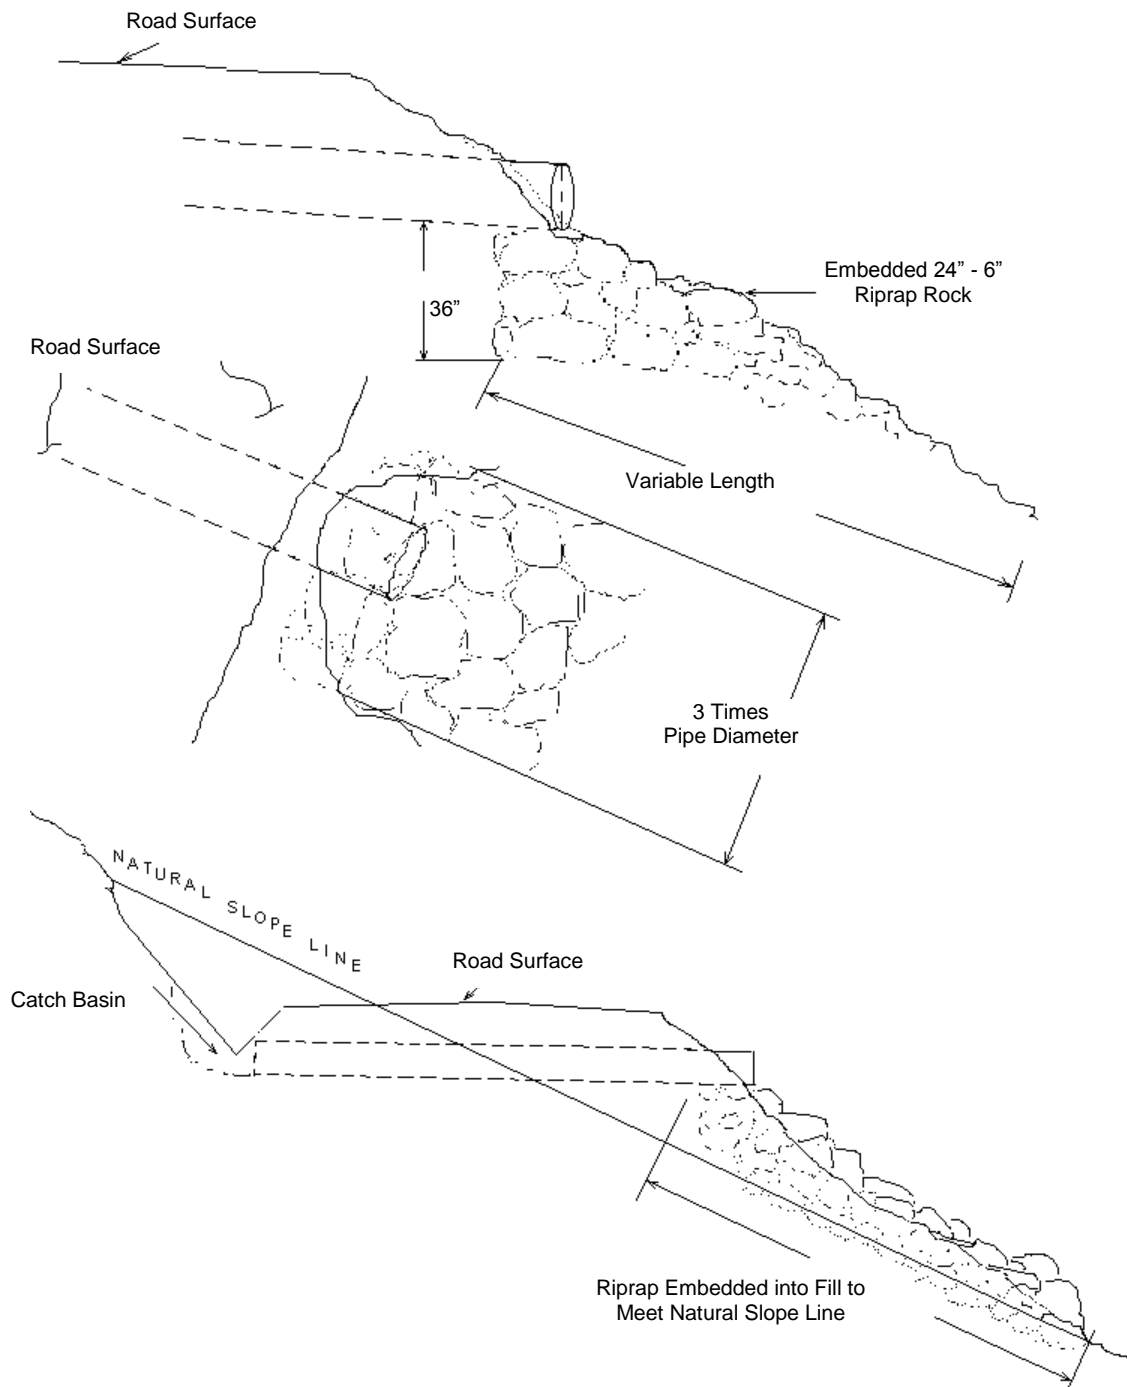 Road Surface
Embedded 24” - 6”
Riprap Rock
36”
Road Surface
Variable Length
3 Times
Pipe Diameter
NATURAL SLOPE LINE
Road Surface
Catch Basin
Riprap Embedded into Fill to
Meet Natural Slope Line